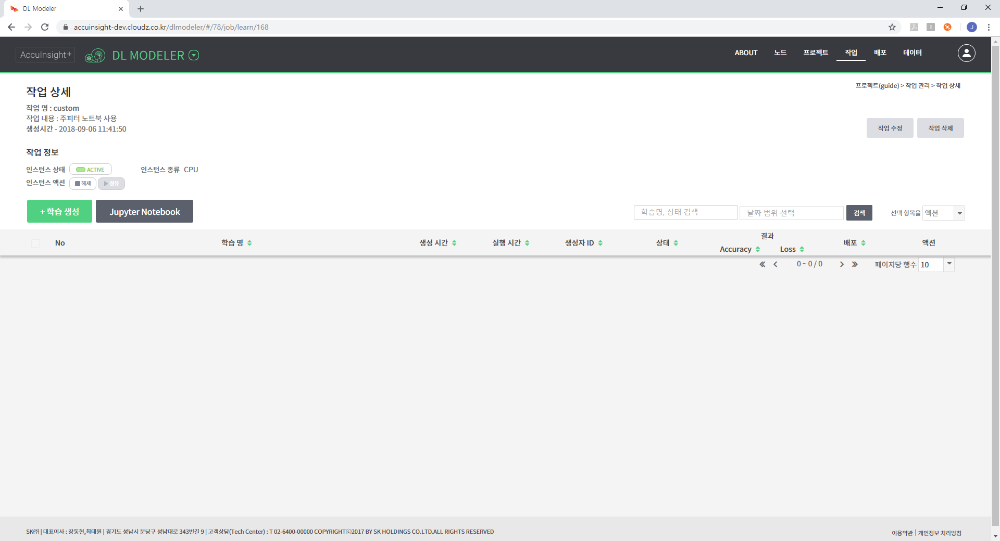 DL Modeler
accuinsight-dev.cloudz.co.kr/dlmodeler/#/78/job/learn/168
J
AccuInsight+
DL MODELER
ABOUT 노드 프로젝트 작업 배포 데이터
프로젝트(guide) > 작업 관리 > 작업 상세
작업 상세
작업 명 : custom
작업 내용 : 주피터 노트북 사용
생성시간 - 2018-09-06 11:41:50
작업 수정 작업 삭제
작업 정보
인스턴스 상태 ACTIVE 인스턴스 종류 CPU
인스턴스 액션 해제 점유
+ 학습 생성 Jupyter Notebook 학습명, 상태 검색 날짜 범위 선택 검색 선택 항목을 액션
No 학습 명 생성 시간 실행 시간 생성자 ID 상태 결과 배포 액션
Accuracy Loss
0 ~ 0 / 0 페이지당 행수 10
SK㈜ | 대표이사 : 장동현,최태원 | 경기도 성남시 분당구 성남대로 343번길 9 | 고객상담(Tech Center) : T 02-6400-00000 COPYRIGHTⓒ2017 BY SK HOLDINGS CO.LTD.ALL RIGHTS RESERVED
이용약관 | 개인정보 처리방침